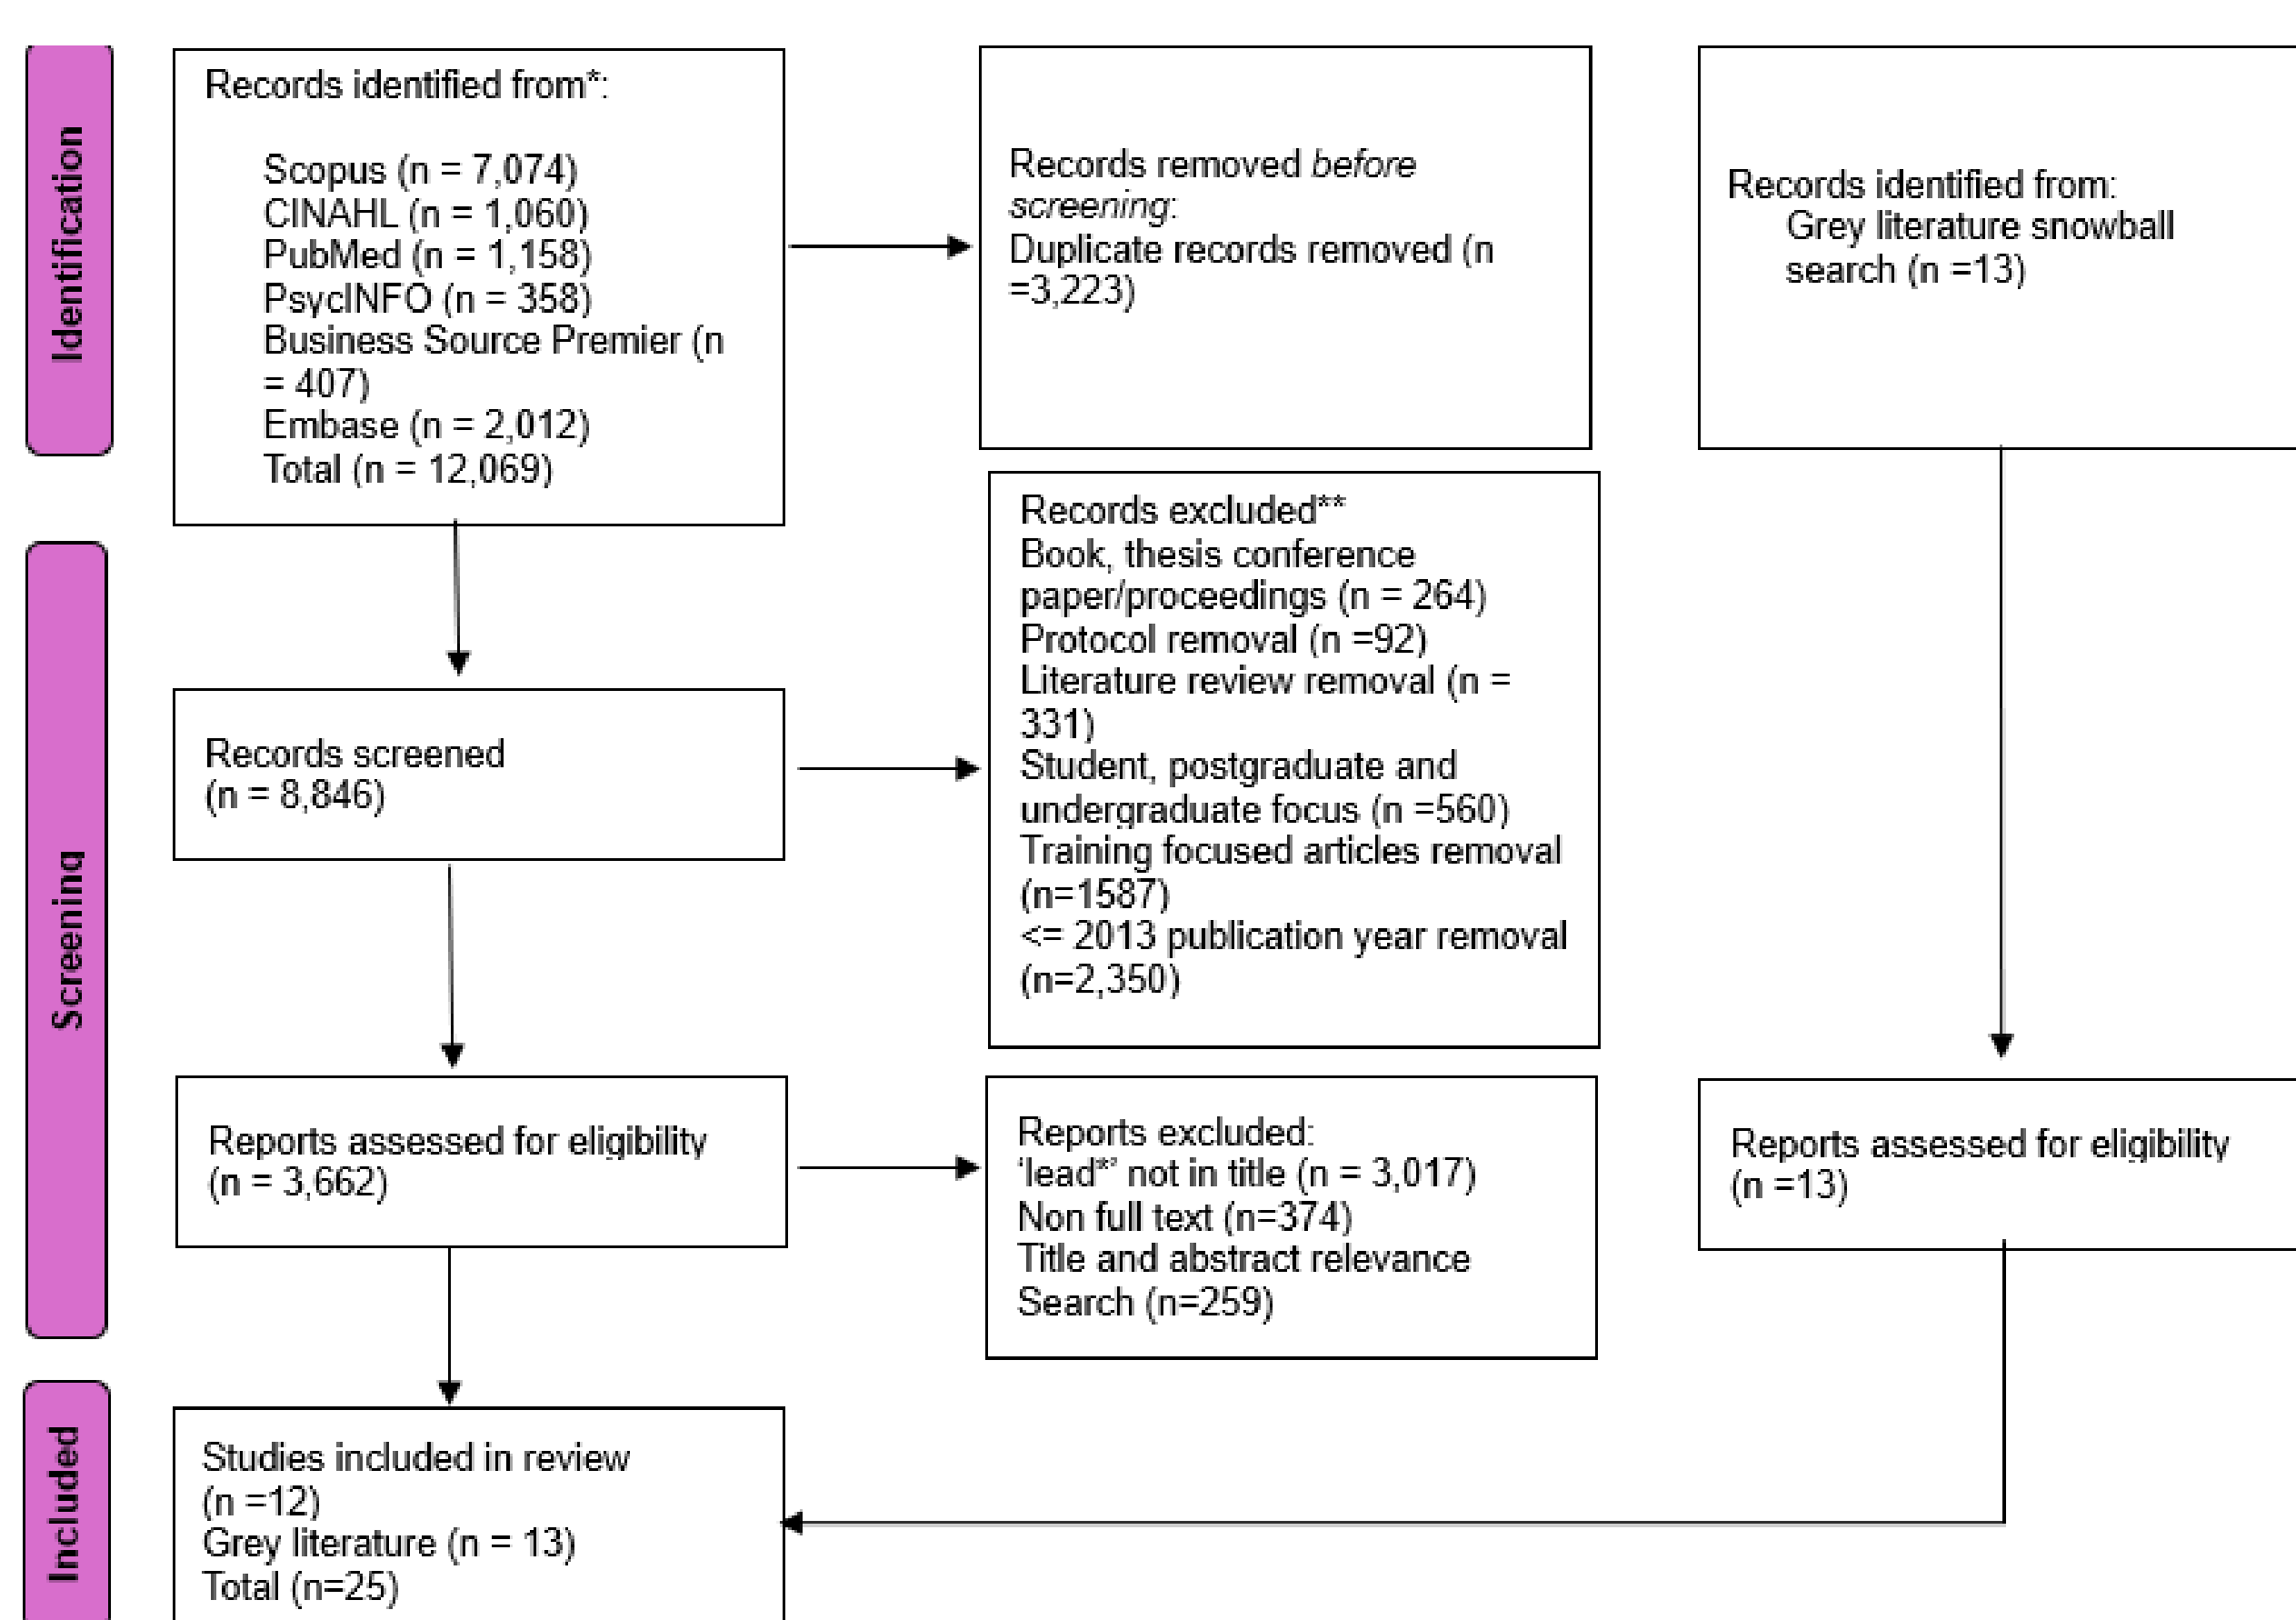 Identification
Records identified from*:
Scopus (n = 7,074)
CINAHL (n = 1,060)
PubMed (n = 1,158)
PsycINFO (n = 358)
Business Source Premier (n
= 407)
Embase (n = 2,012)
Total (n = 12,069)
Records removed before
screening:
Duplicate records removed (n
=3,223)
Records identified from:
Grey literature snowball
search (n =13)
Screening
Records screened
(n = 8,846)
Records excluded**
Book, thesis conference
paper/proceedings (n = 264)
Protocol removal (n =92)
Literature review removal (n =
331)
Student, postgraduate and
undergraduate focus (n =560)
Training focused articles removal
(n=1587)
<= 2013 publication year removal
(n=2,350)
Reports assessed for eligibility
(n = 3,662)
Reports excluded:
‘lead*’ not in title (n = 3,017)
Non full text (n=374)
Title and abstract relevance
Search (n=259)
Reports assessed for eligibility
(n =13)
Included
Studies included in review
(n =12)
Grey literature (n = 13)
Total (n=25)